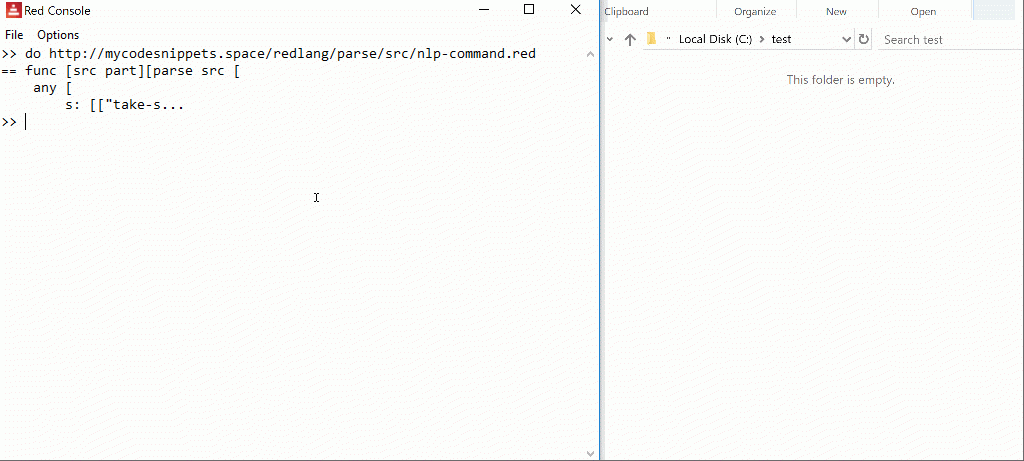 Red Console
File Options
>> do http://mycodesnippets.space/redlang/parse/src/nlp-command.red
== func [src part][parse src [
    any [
        s: [["take-s...
>>
Clipboard Organize New Open
Local Disk (C:) > test
Search test
This folder is empty.